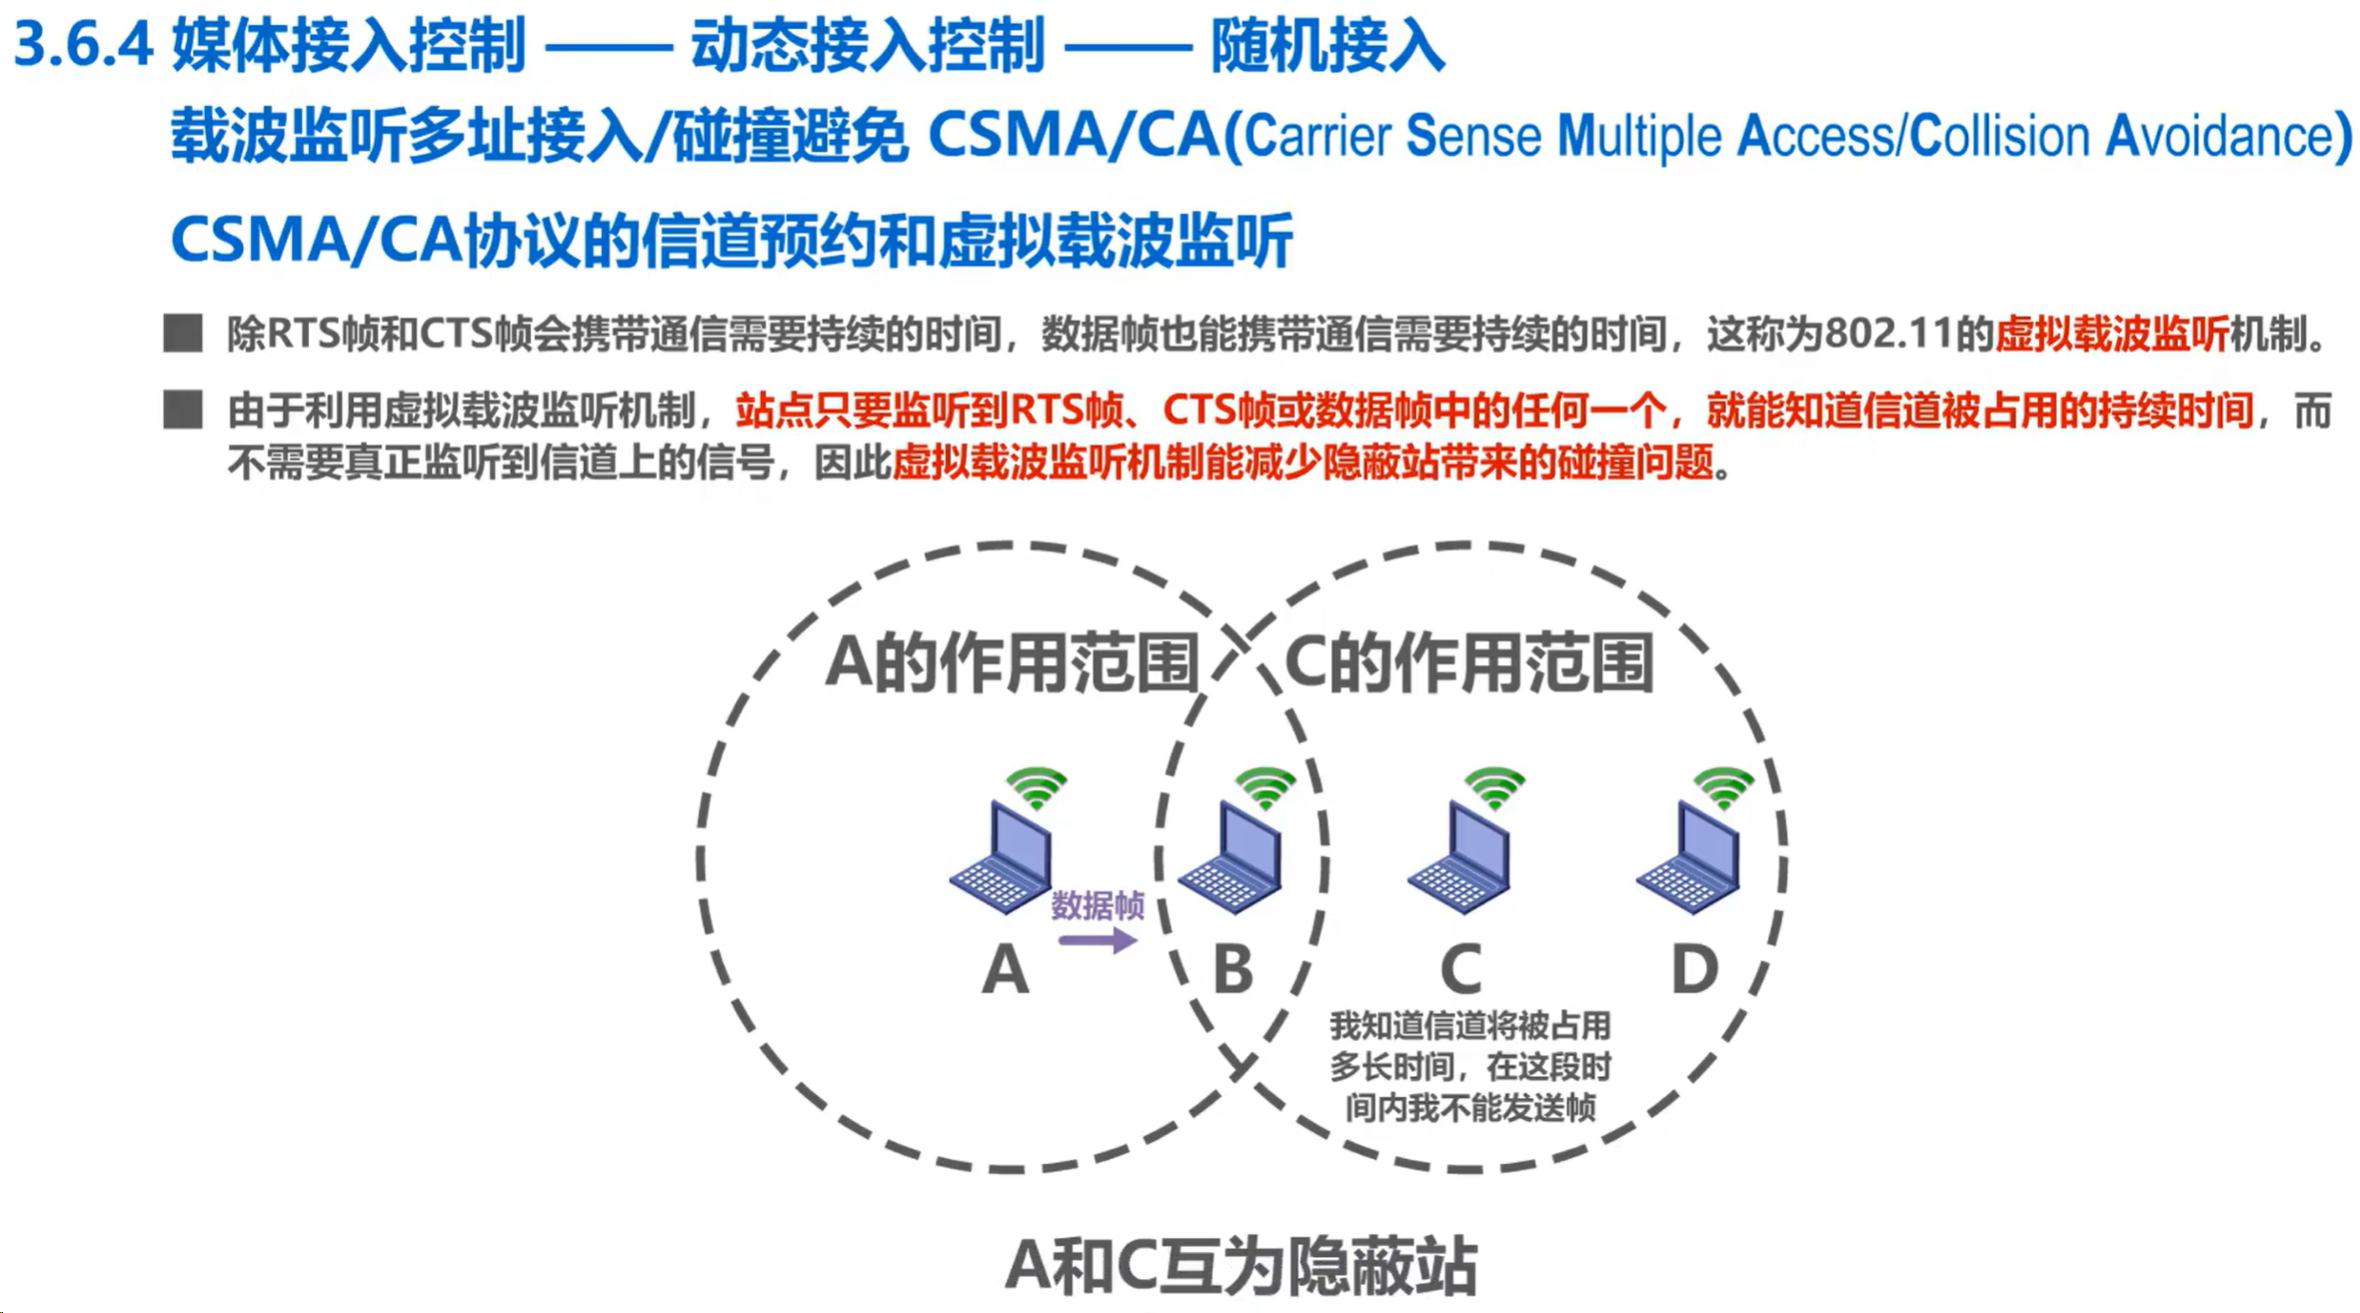 3.6.4 媒体接入控制 —— 动态接入控制 —— 随机接入
载波监听多址接入/碰撞避免 CSMA/CA(Carrier Sense Multiple Access/Collision Avoidance)
CSMA/CA协议的信道预约和虚拟载波监听
除RTS帧和CTS帧会携带通信需要持续的时间，数据帧也能携带通信需要持续的时间，这称为802.11的虚拟载波监听机制。
由于利用虚拟载波监听机制，站点只要监听到RTS帧、CTS帧或数据帧中的任何一个，就能知道信道被占用的持续时间，而
不需要真正监听到信道上的信号，因此虚拟载波监听机制能减少隐蔽站带来的碰撞问题。
A的作用范围
C的作用范围
数据帧
A
B
C
D
我知道信道将被占用
多长时间，在这段时
间内我不能发送帧
A和C互为隐蔽站